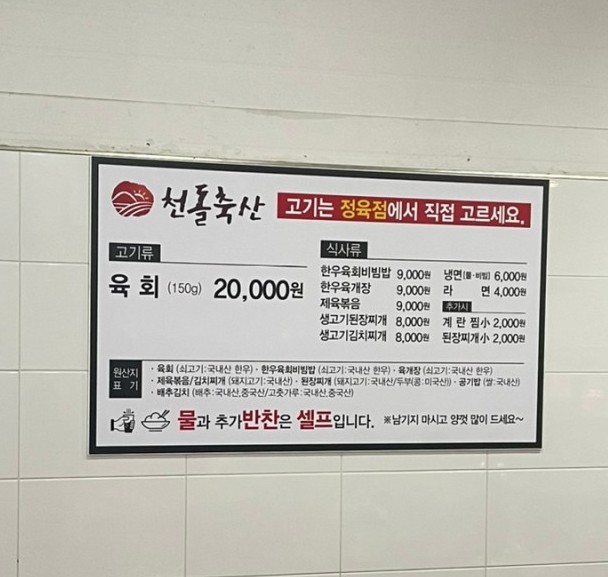 천돌축산 고기는 정육점에서 직접 고르세요.
고기류
육 회 (150g) 20,000원
식사류
한우육회비빔밥 9,000원
한우육개장 9,000원
제육볶음 9,000원
생고기된장찌개 8,000원
생고기김치찌개 8,000원
냉면(물·비빔) 6,000원
라 면 4,000원
추가시
계란찜小 2,000원
된장찌개小 2,000원
원산지
표 기
· 육회 (쇠고기:국내산 한우) · 한우육회비빔밥 (쇠고기:국내산 한우) · 육개장 (쇠고기:국내산 한우)
· 제육볶음/김치찌개 (돼지고기:국내산) · 된장찌개 (돼지고기:국내산/두부(콩:미국산)) · 공기밥 (쌀:국내산)
· 배추김치 (배추:국내산,중국산/고춧가루:국내산,중국산)
물과 추가반찬은 셀프입니다. ※남기지 마시고 양껏 많이 드세요~